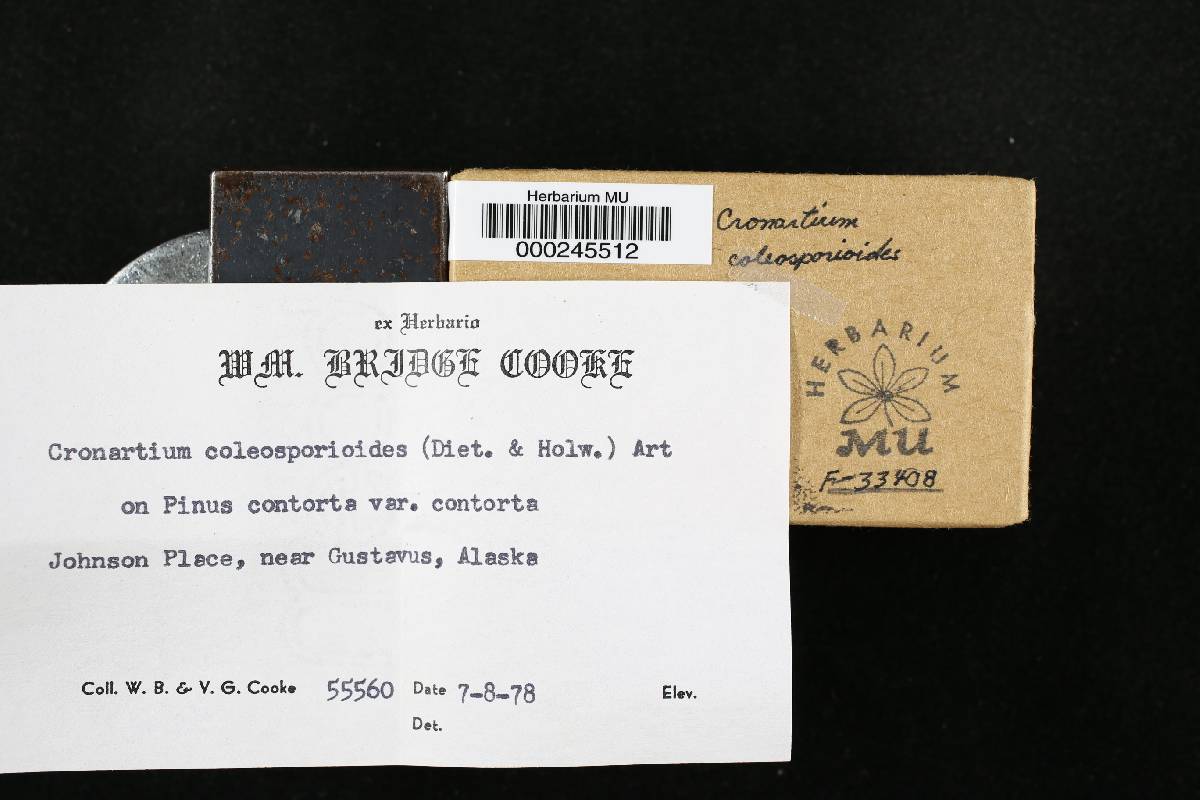 Herbarium MU
000245512
Cronartium
coleosporioides
HERBARIUM
MU
F-33408
ex Herbario
WM. BRIDGE COOKE
Cronartium coleosporioides (Diet. & Holw.) Art
on Pinus contorta var. contorta
Johnson Place, near Gustavus, Alaska
Coll. W. B. & V. G. Cooke 55560 Date 7-8-78 Elev.
Det.